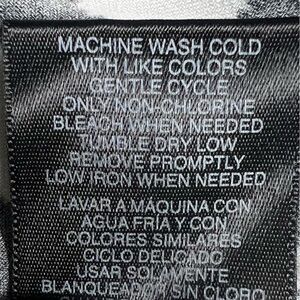 MACHINE WASH COLD
WITH LIKE COLORS
GENTLE CYCLE
ONLY NON-CHLORINE
BLEACH WHEN NEEDED
TUMBLE DRY LOW
REMOVE PROMPTLY
LOW IRON WHEN NEEDED
LAVAR A MAQUINA CON
AGUA FRIA Y CON
COLORES SIMILARES
CICLO DELICADO
USAR SOLAMENTE
BLANQUEADOR SIN CLORO